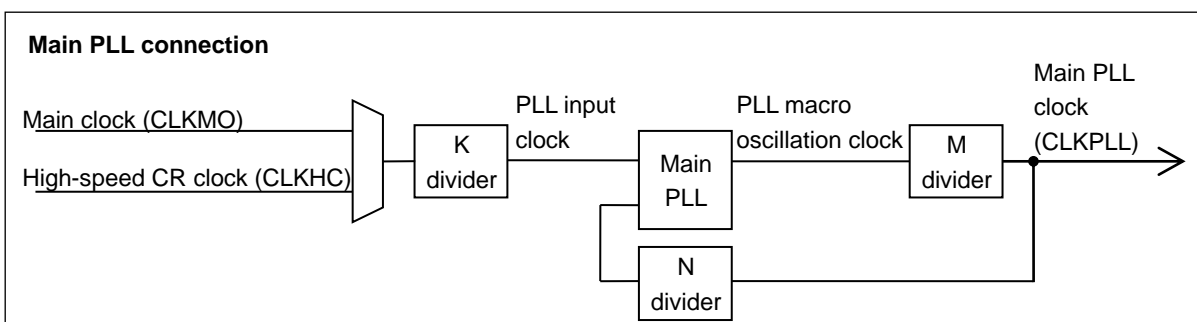 Main PLL connection
Main clock (CLKMO)
High-speed CR clock (CLKHC)
K
divider
PLL input
clock
Main
PLL
PLL macro
oscillation clock
M
divider
Main PLL
clock
(CLKPLL)
N
divider